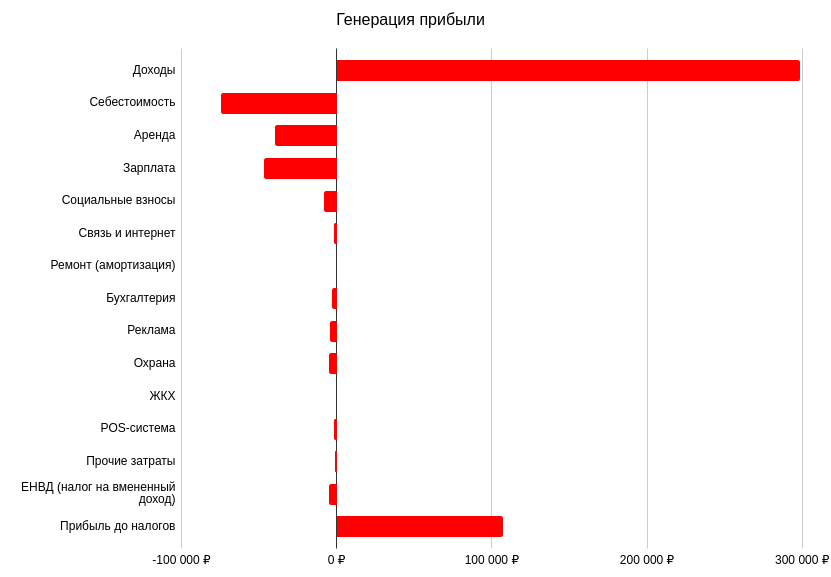 Генерация прибыли
Доходы
Себестоимость
Аренда
Зарплата
Социальные взносы
Связь и интернет
Ремонт (амортизация)
Бухгалтерия
Реклама
Охрана
ЖКХ
POS-система
Прочие затраты
ЕНВД (налог на вмененный
доход)
Прибыль до налогов
-100 000 ₽
0 ₽
100 000 ₽
200 000 ₽
300 000 ₽